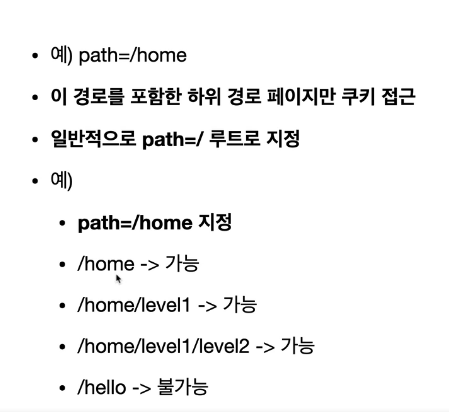 • 예) path=/home
• 이 경로를 포함한 하위 경로 페이지만 쿠키 접근
• 일반적으로 path=/ 루트로 지정
• 예)
• path=/home 지정
• /home -> 가능
• /home/level1 -> 가능
• /home/level1/level2 -> 가능
• /hello -> 불가능